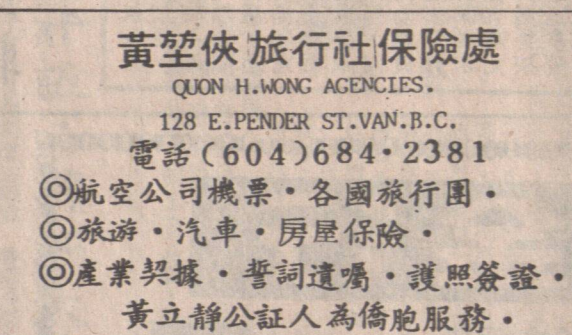 黃堃俠旅行社保險處
QUON H.WONG AGENCIES.
128 E.PENDER ST.VAN.B.C.
電話(604)684·2381
◎航空公司機票·各國旅行團·
◎旅游·汽車·房屋保險·
◎產業契據·誓詞遺囑·護照簽證·
黃立靜公証人為僑胞服務·